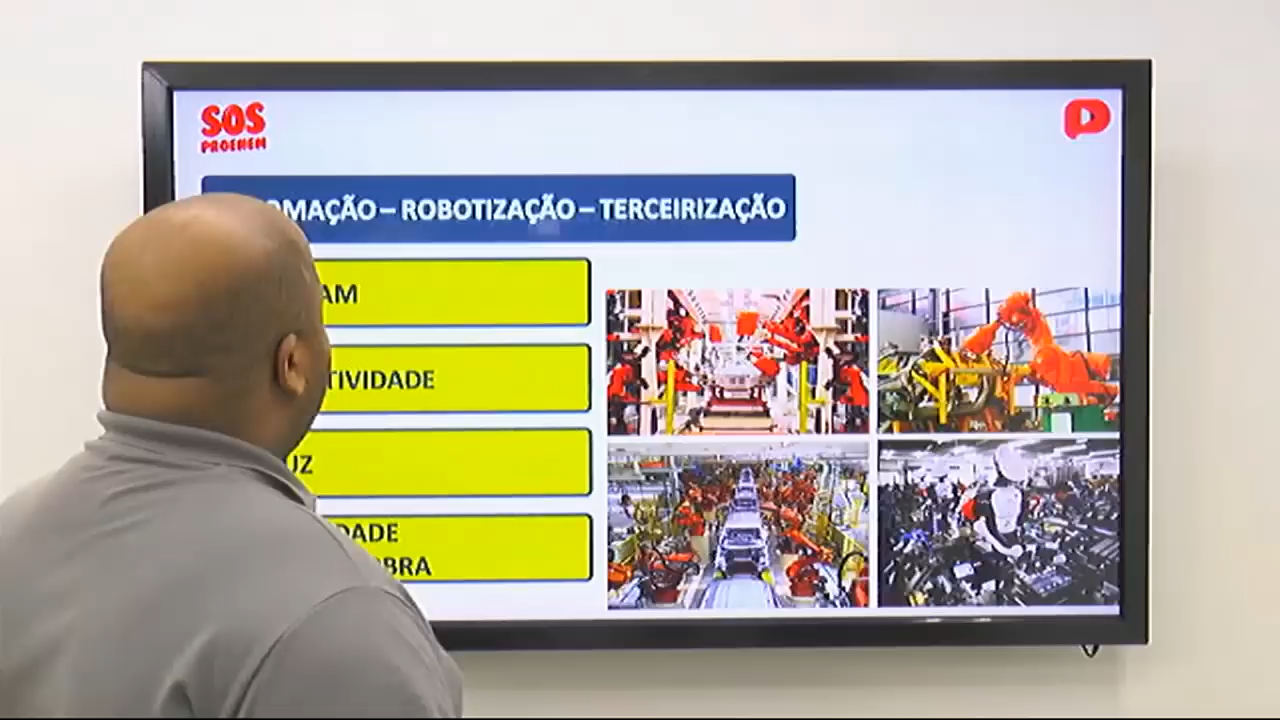 SOS
PROENEM
OMAÇÃO – ROBOTIZAÇÃO – TERCEIRIZAÇÃO
AM
TIVIDADE
UZ
DADE
OBRA